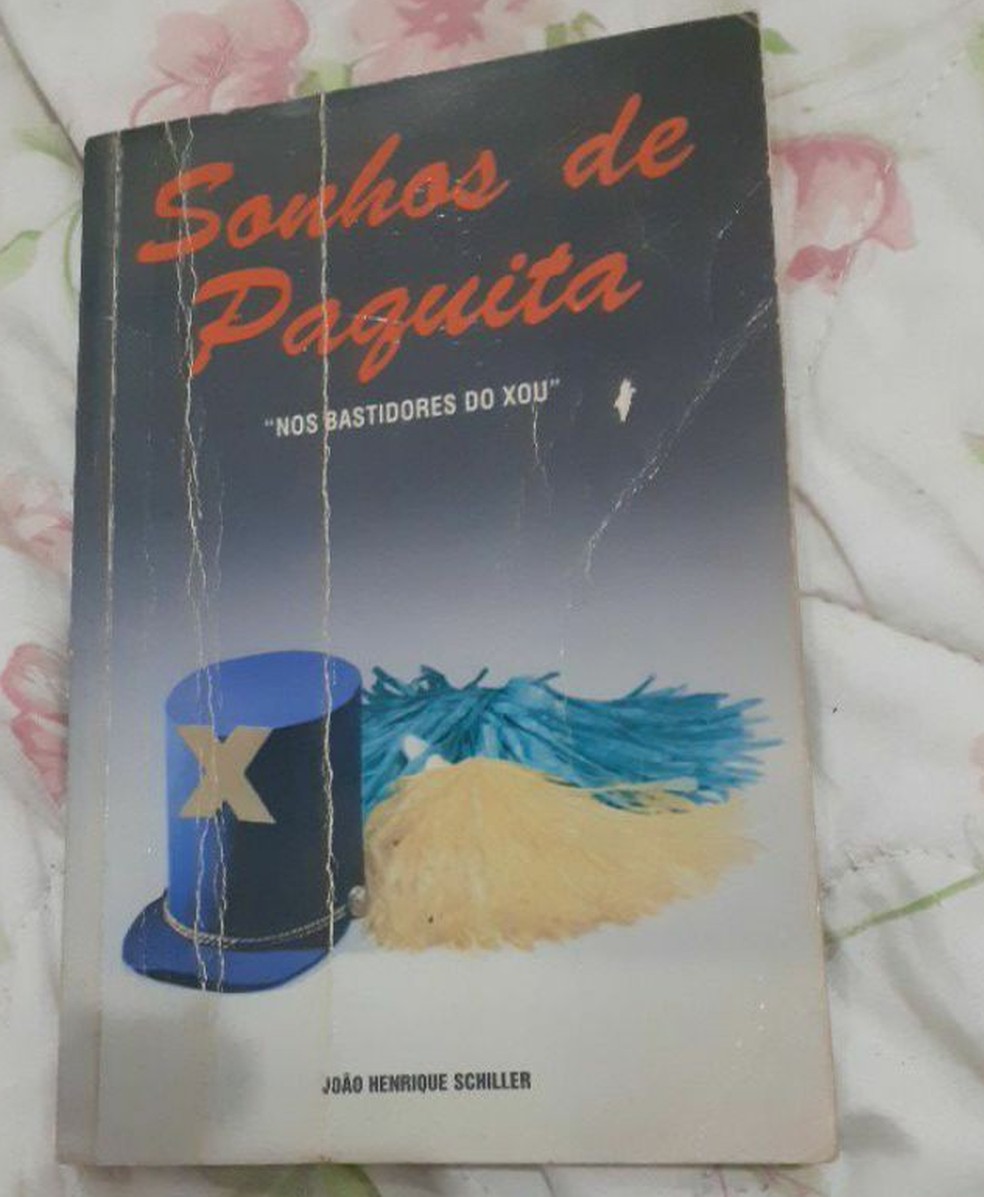 Sonhos de
Paquita
"NOS BASTIDORES DO XOU"
X
JOÃO HENRIQUE SCHILLER